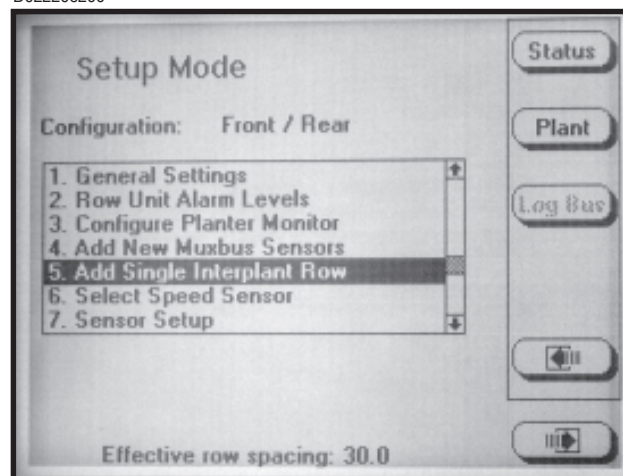 Setup Mode
Configuration: Front / Rear
1. General Settings
2. Row Unit Alarm Levels
3. Configure Planter Monitor
4. Add New Muxbus Sensors
5. Add Single Interplant Row
6. Select Speed Sensor
7. Sensor Setup
Effective row spacing: 30.0
Status
Plant
Log Bus